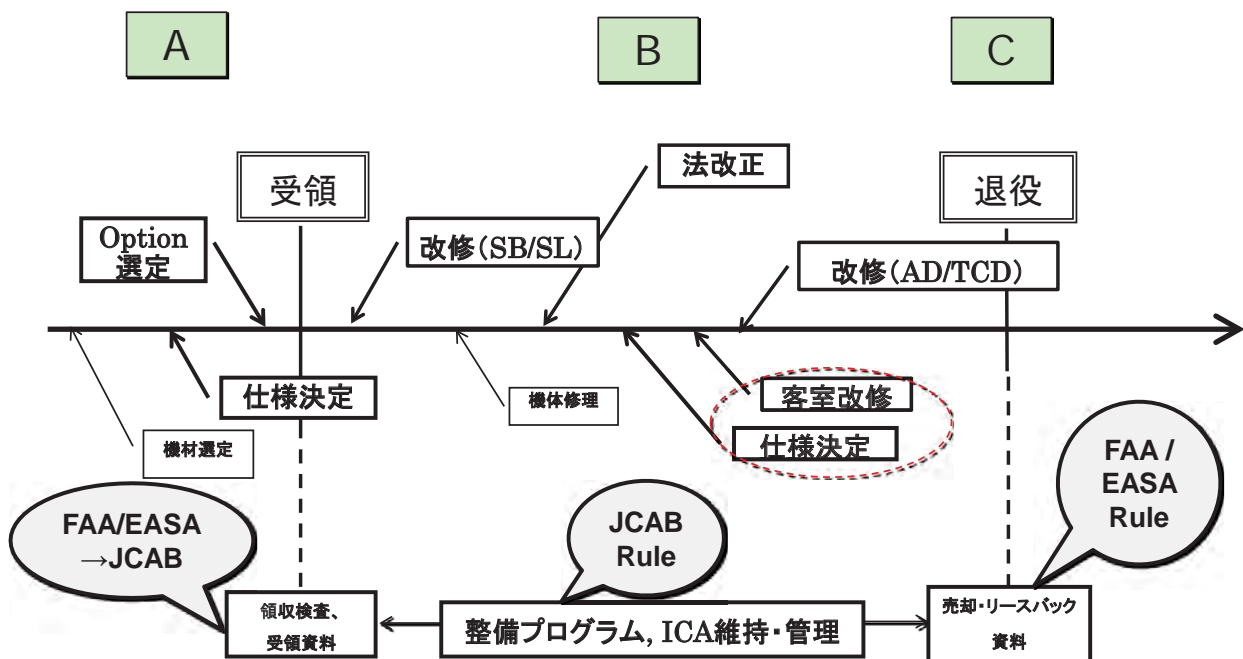 A
B
C
受領
法改正
退役
Option
選定
改修(SB/SL)
改修(AD/TCD)
仕様決定
機体修理
客室改修
仕様決定
機材選定
FAA/EASA
→JCAB
JCAB
Rule
FAA /
EASA
Rule
領収検査、
受領資料
整備プログラム, ICA維持・管理
売却・リースバック
資料